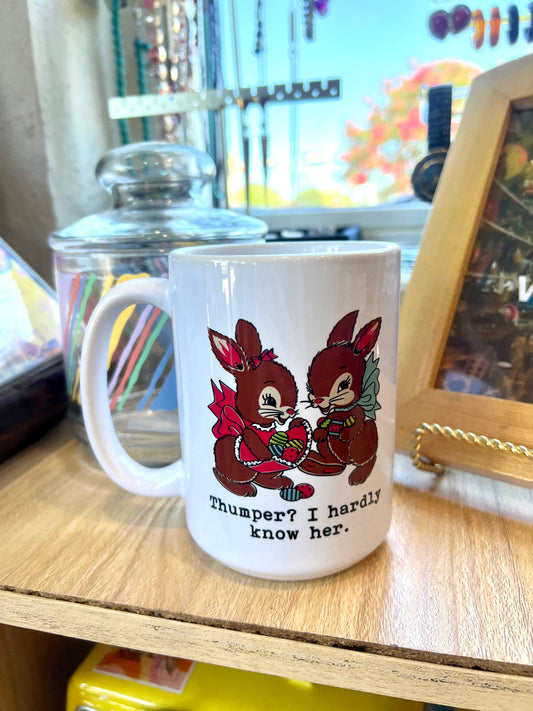 Thumper? I hardly
know her.